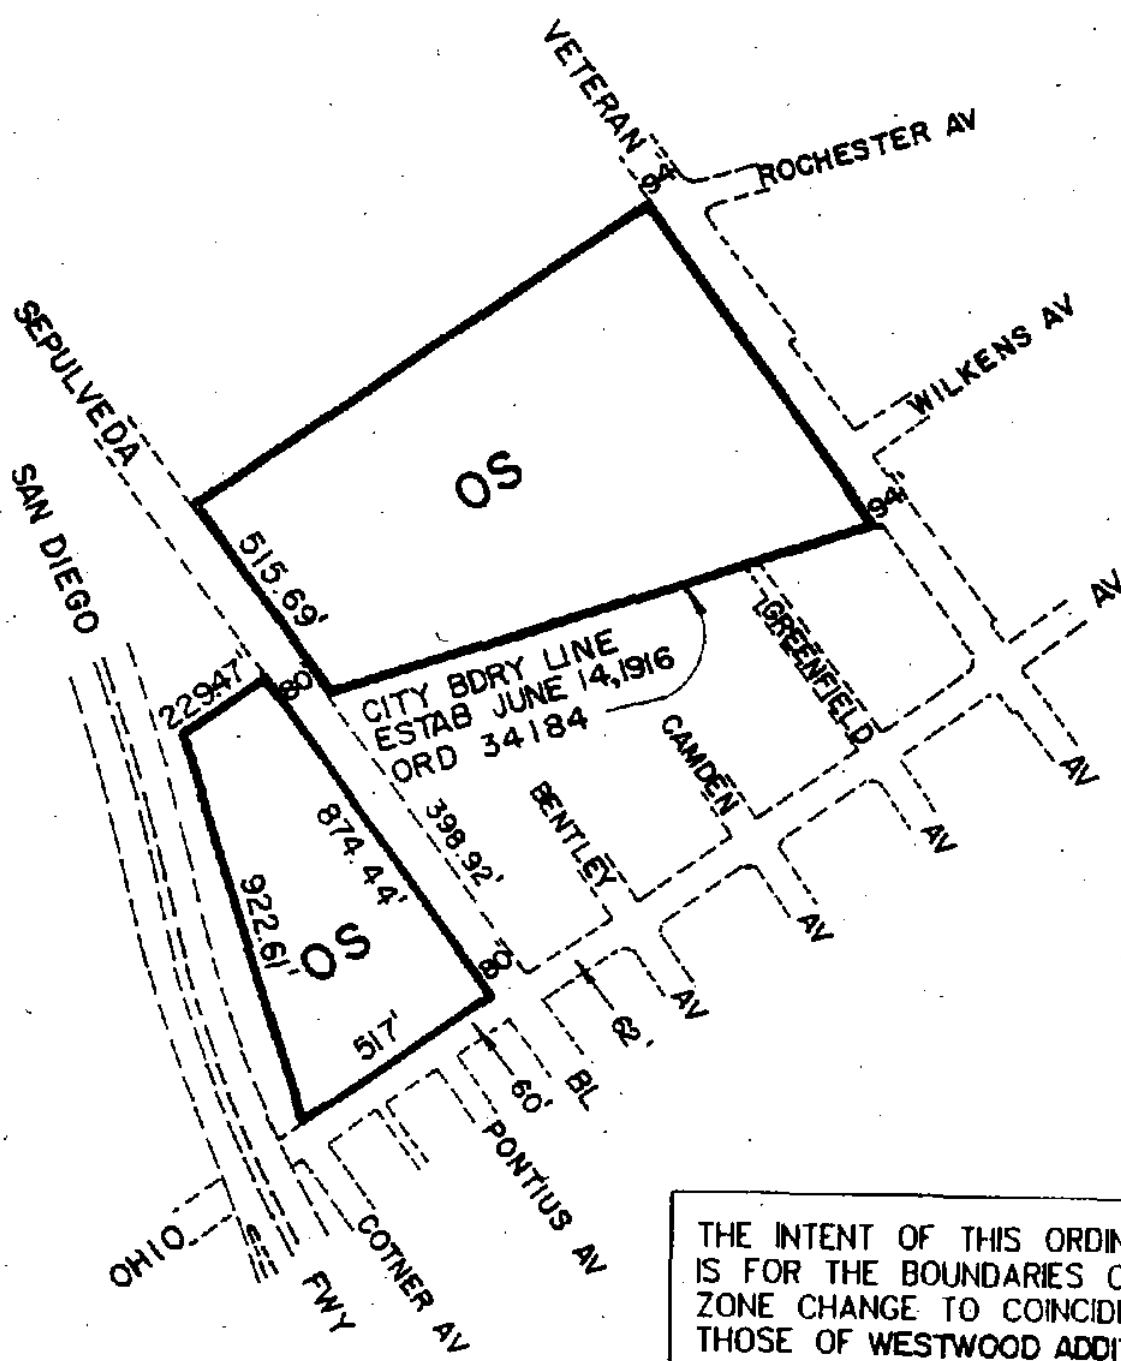 VETERAN
94'
ROCHESTER AV
WILKENS AV
SEPULVEDA
SAN DIEGO
OS
94'
515.69'
229.47'
80'
CITY BDRY LINE
ESTAB JUNE 14,1916
ORD 34184
GREENFIELD
AV
CAMDEN
AV
BENTLEY
398.92'
874.44'
922.61'
OS
AV
AV
80'
AV
517'
62'
60'
BL
PONTIUS AV
COTNER AV
OHIO
FWY
THE INTENT OF THIS ORDIN
IS FOR THE BOUNDARIES O
ZONE CHANGE TO COINCID
THOSE OF WESTWOOD ADDIT